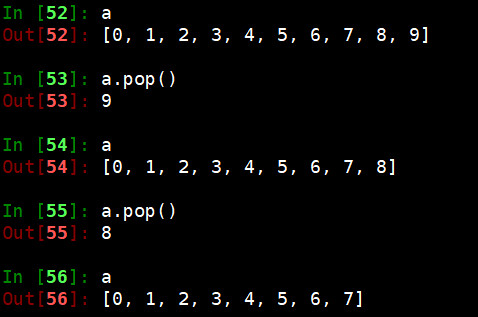 In [52]: a
Out[52]: [0, 1, 2, 3, 4, 5, 6, 7, 8, 9]
In [53]: a.pop()
Out[53]: 9
In [54]: a
Out[54]: [0, 1, 2, 3, 4, 5, 6, 7, 8]
In [55]: a.pop()
Out[55]: 8
In [56]: a
Out[56]: [0, 1, 2, 3, 4, 5, 6, 7]